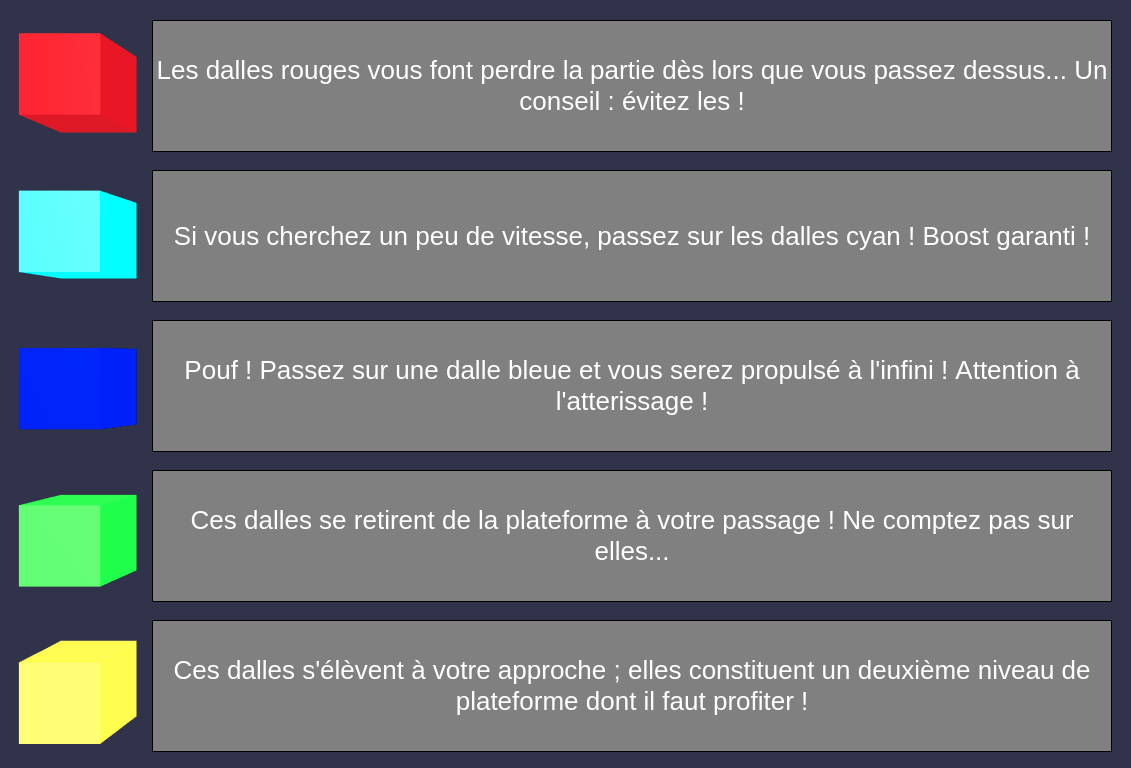 Les dalles rouges vous font perdre la partie dès lors que vous passez dessus... Un
conseil : évitez les !
Si vous cherchez un peu de vitesse, passez sur les dalles cyan ! Boost garanti !
Pouf ! Passez sur une dalle bleue et vous serez propulsé à l'infini ! Attention à
l'atterissage !
Ces dalles se retirent de la plateforme à votre passage ! Ne comptez pas sur
elles...
Ces dalles s'élèvent à votre approche ; elles constituent un deuxième niveau de
plateforme dont il faut profiter !